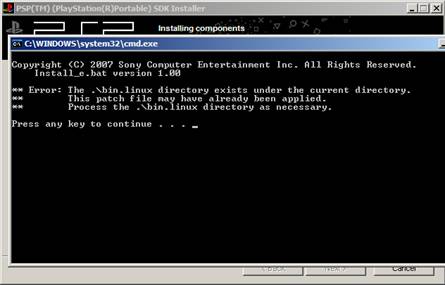 PSP(TM) (PlayStation(R)Portable) SDK Installer
Installing components
C:\WINDOWS\system32\cmd.exe
Copyright (C) 2007 Sony Computer Entertainment Inc. All Rights Reserved.
Install_e.bat version 1.00
** Error: The .\bin.linux directory exists under the current directory.
** This patch file may have already been applied.
** Process the .\bin.linux directory as necessary.
Press any key to continue . . . _
< Back Next > Cancel